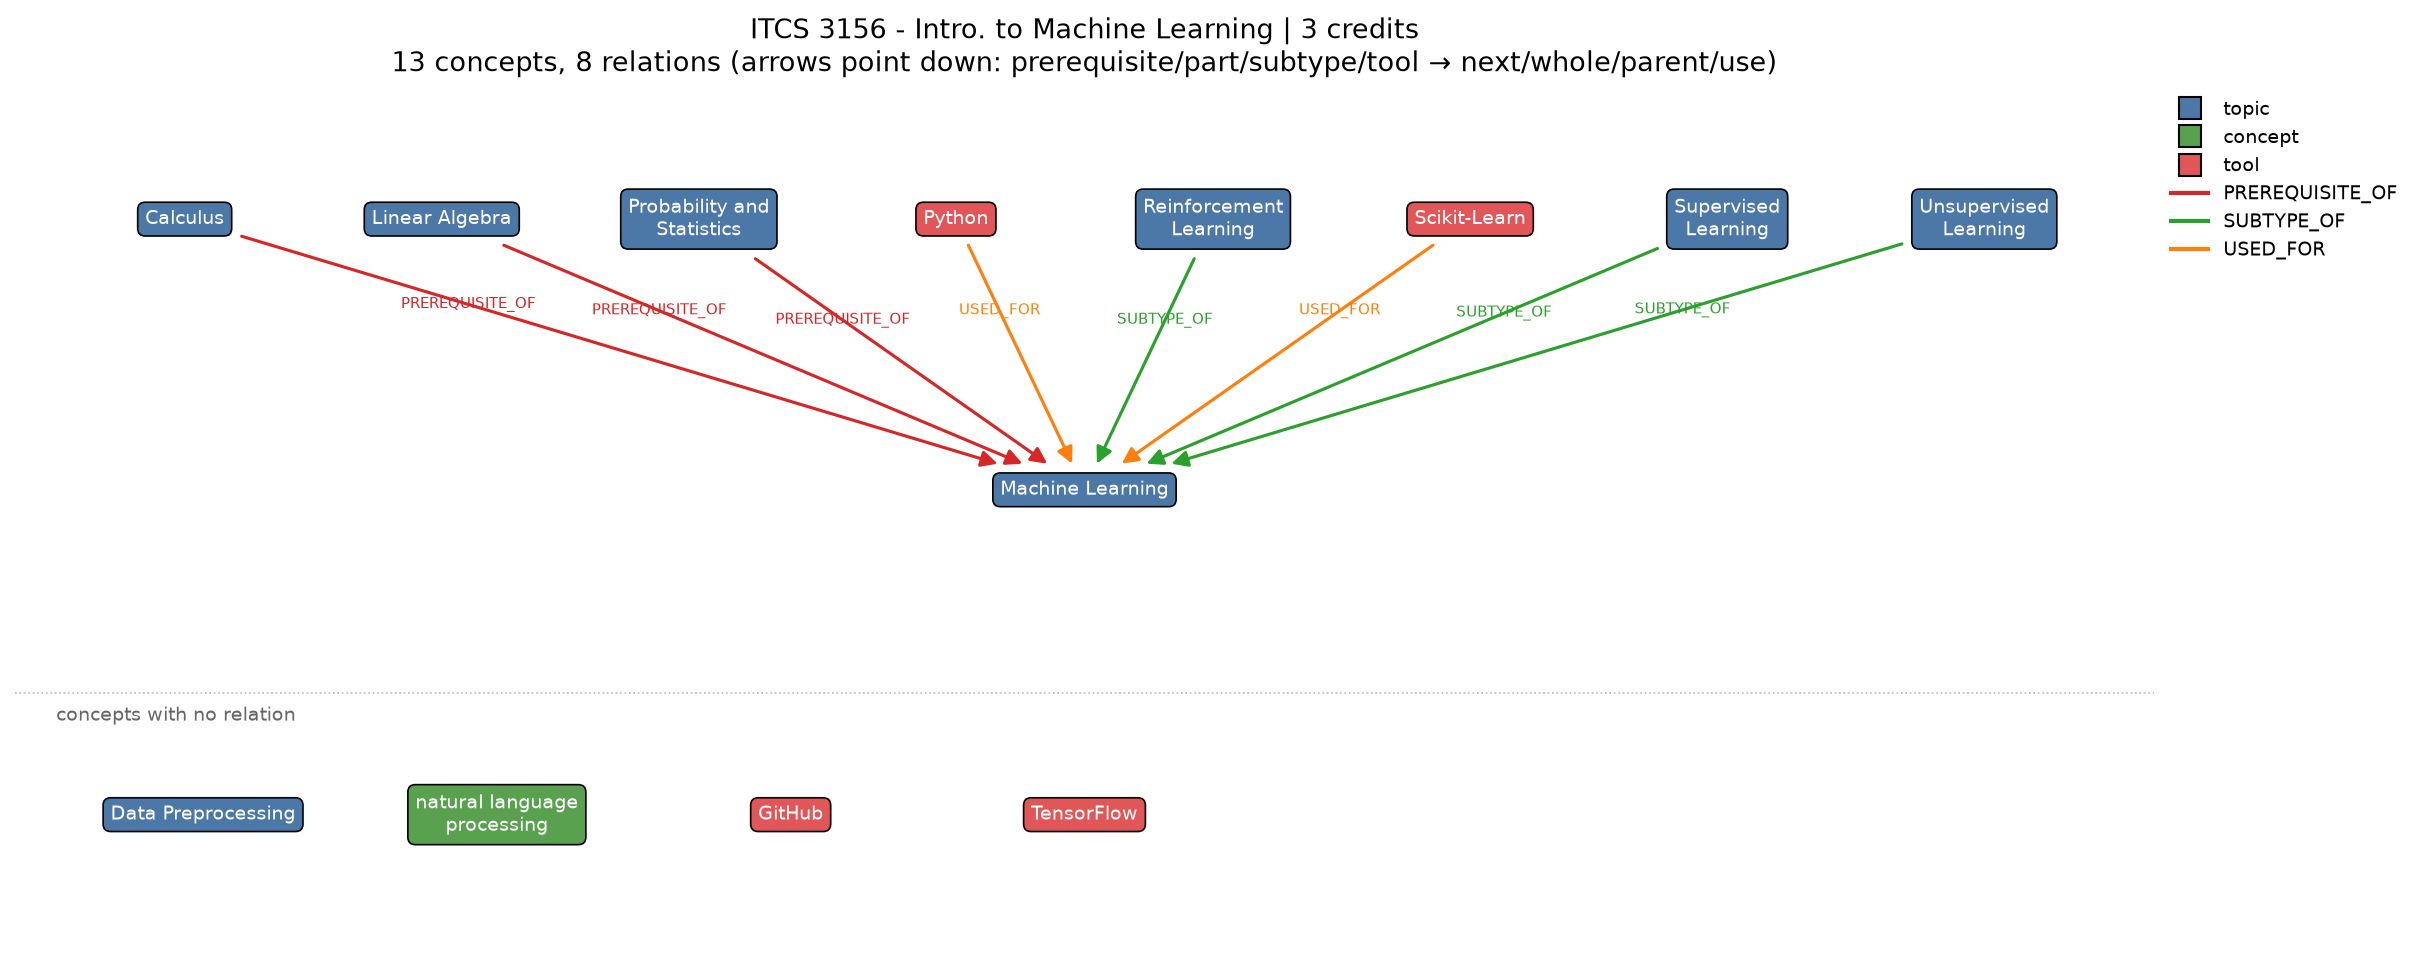 ITCS 3156 - Intro. to Machine Learning | 3 credits
13 concepts, 8 relations (arrows point down: prerequisite/part/subtype/tool → next/whole/parent/use)
topic
concept
tool
PREREQUISITE_OF
SUBTYPE_OF
USED_FOR
Calculus
Linear Algebra
Probability and
Statistics
Python
Reinforcement
Learning
Scikit-Learn
Supervised
Learning
Unsupervised
Learning
PREREQUISITE_OF
PREREQUISITE_OF
PREREQUISITE_OF
USED_FOR
SUBTYPE_OF
USED_FOR
SUBTYPE_OF
SUBTYPE_OF
Machine Learning
concepts with no relation
Data Preprocessing
natural language
processing
GitHub
TensorFlow